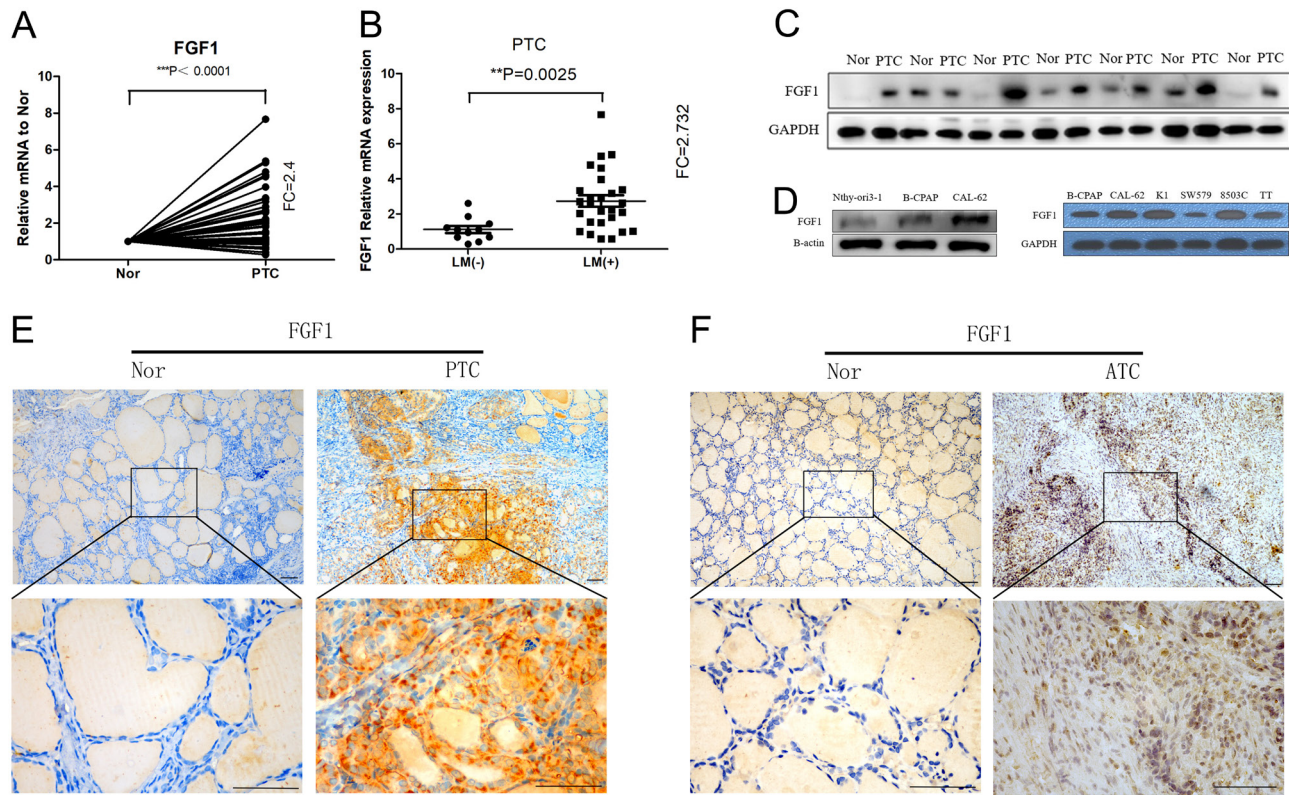 A
FGF1
***P< 0.0001
Relative mRNA to Nor
10
8
6
4
2
0
Nor
PTC
FC=2.4
B
PTC
**P=0.0025
FGF1 Relative mRNA expression
10
8
6
4
2
0
LM(-)
LM(+)
FC=2.732
C
Nor PTC Nor PTC Nor PTC Nor PTC Nor PTC Nor PTC Nor PTC
FGF1
GAPDH
D
Nthy-ori3-1 B-CPAP CAL-62
FGF1
B-actin
B-CPAP CAL-62 K1 SW579 8503C TT
FGF1
GAPDH
E
FGF1
Nor
PTC
F
FGF1
Nor
ATC